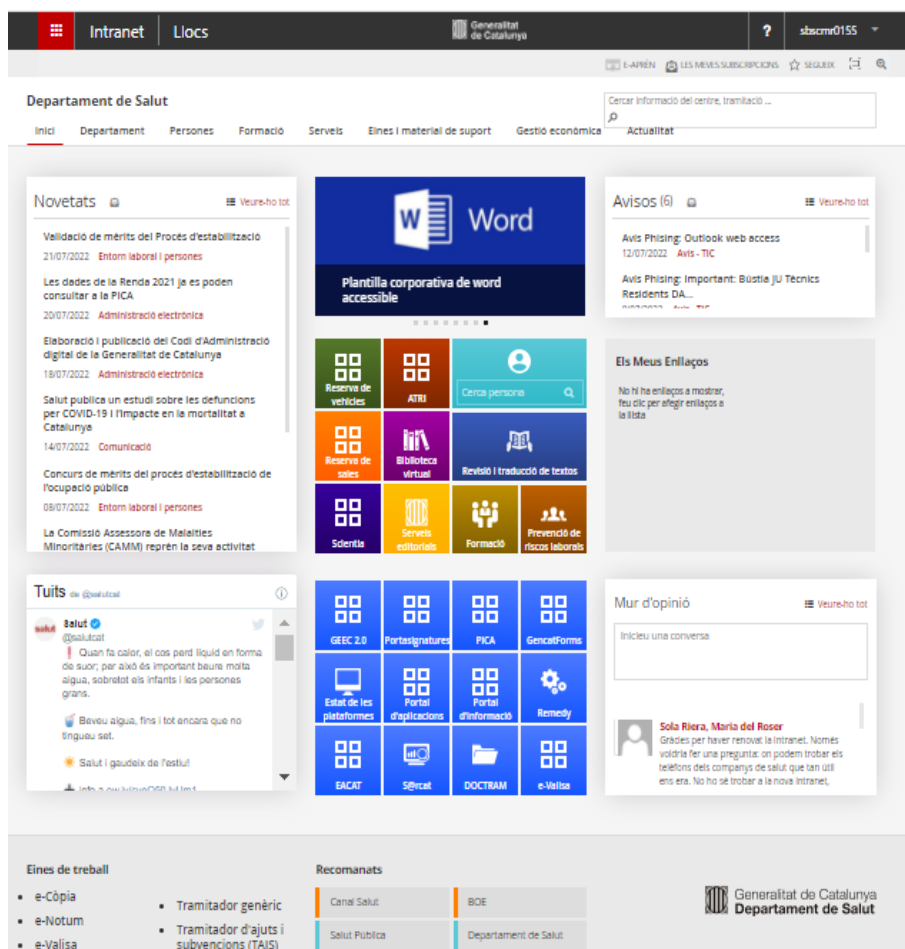 Intranet
Llocs
Generalitat
de Catalunya
?
sbscmr0155
E-APRÈN
LES MEVES SUBSCRIPCIONS
SEGUEIX
Departament de Salut
Cercar informació del centre, tramitació ...
Inici
Departament
Persones
Formació
Serveis
Eines i material de suport
Gestió econòmica
Actualitat
Novetats
Veure-ho tot
Validació de mèrits del Procés d'estabilització
21/07/2022 Entorn laboral i persones
Les dades de la Renda 2021 ja es poden
consultar a la PICA
20/07/2022 Administració electrònica
Elaboració i publicació del Codi d'Administració
digital de la Generalitat de Catalunya
18/07/2022 Administració electrònica
Salut publica un estudi sobre les defuncions
per COVID-19 i l'impacte en la mortalitat a
Catalunya
14/07/2022 Comunicació
Concurs de mèrits del procés d'estabilització de
l'ocupació pública
08/07/2022 Entorn laboral i persones
La Comissió Assessora de Malalties
Minoritàries (CAMM) reprèn la seva activitat
W
Word
Plantilla corporativa de word
accessible
Avisos (6)
Veure-ho tot
Avís Phising: Outlook web access
12/07/2022 Avis - TIC
Avís Phising: Important: Bústia JU Tècnics
Residents DA...
Avis - TIC
Reserva de
vehicles
ATRI
Cerca persona
Reserva de
sales
Biblioteca
virtual
Revisió i traducció de textos
Scientia
Serveis
editorials
Formació
Prevenció de
riscos laborals
Els Meus Enllaços
No hi ha enllaços a mostrar,
feu clic per afegir enllaços a
la llista
Tuits de @salutcat
salut
Salut
@salutcat
Quan fa calor, el cos perd líquid en forma
de suor; per això és important beure molta
aigua, sobretot els infants i les persones
grans.
Beveu aigua, fins i tot encara que no
tingueu set.
Salut i gaudeix de l'estiu!
GEEC 2.0
Portasignatures
PICA
GencatForms
Estat de les
plataformes
Portal
d'aplicacions
Portal
d'informació
Remedy
EACAT
S@rcat
DOCTRAM
e-Valisa
Mur d'opinió
Veure-ho tot
Inicieu una conversa
Sola Riera, Maria del Roser
Gràcies per haver renovat la intranet. Només
voldria fer una pregunta: on podem trobar els
telèfons dels companys de salut que tan útil
ens era. No ho sé trobar a la nova intranet,
Eines de treball
e-Còpia
e-Notum
e-Valisa
Tramitador genèric
Tramitador d'ajuts i
subvencions (TAIS)
Recomanats
Canal Salut
BOE
Salut Pública
Departament de Salut
Generalitat de Catalunya
Departament de Salut